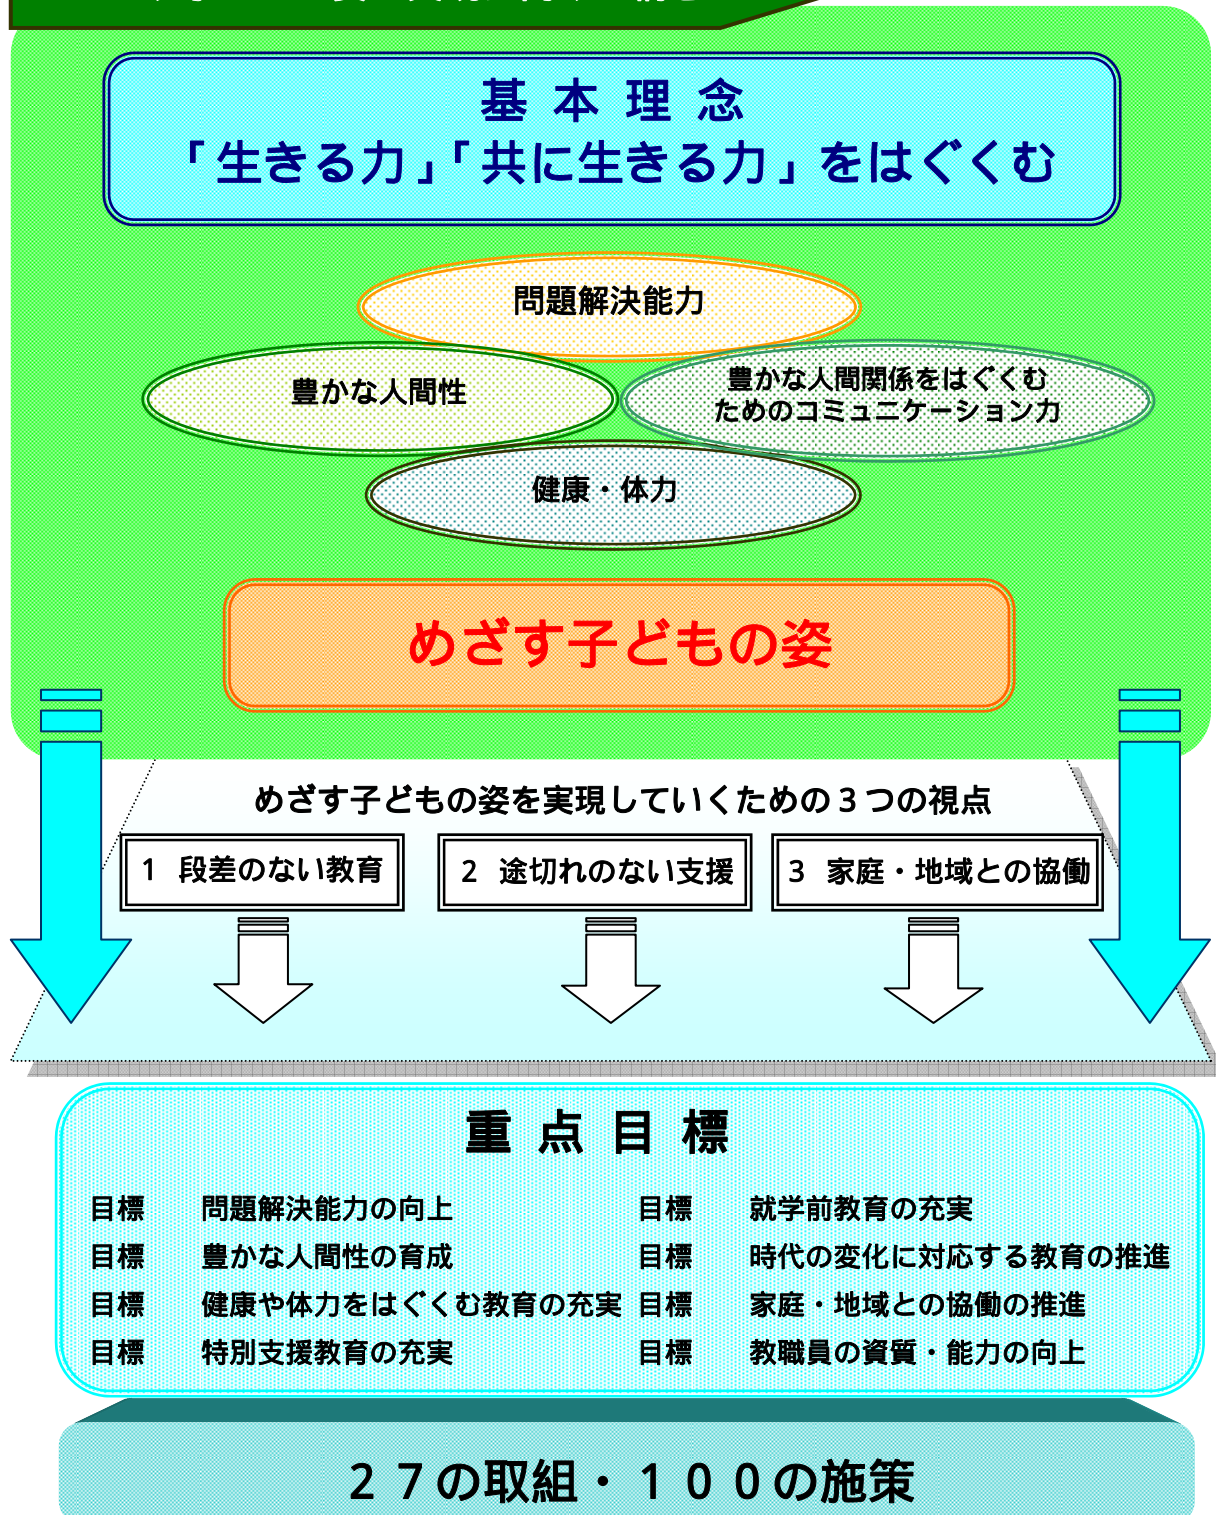 基本理念
「生きる力」「共に生きる力」をはぐくむ
問題解決能力
豊かな人間性
豊かな人間関係をはぐくむ
ためのコミュニケーション力
健康・体力
めざす子どもの姿
めざす子どもの姿を実現していくための3つの視点
1 段差のない教育
2 途切れのない支援
3 家庭・地域との協働
重点目標
目標 問題解決能力の向上
目標 豊かな人間性の育成
目標 健康や体力をはぐくむ教育の充実
目標 特別支援教育の充実
目標 就学前教育の充実
目標 時代の変化に対応する教育の推進
目標 家庭・地域との協働の推進
目標 教職員の資質・能力の向上
27の取組・100の施策